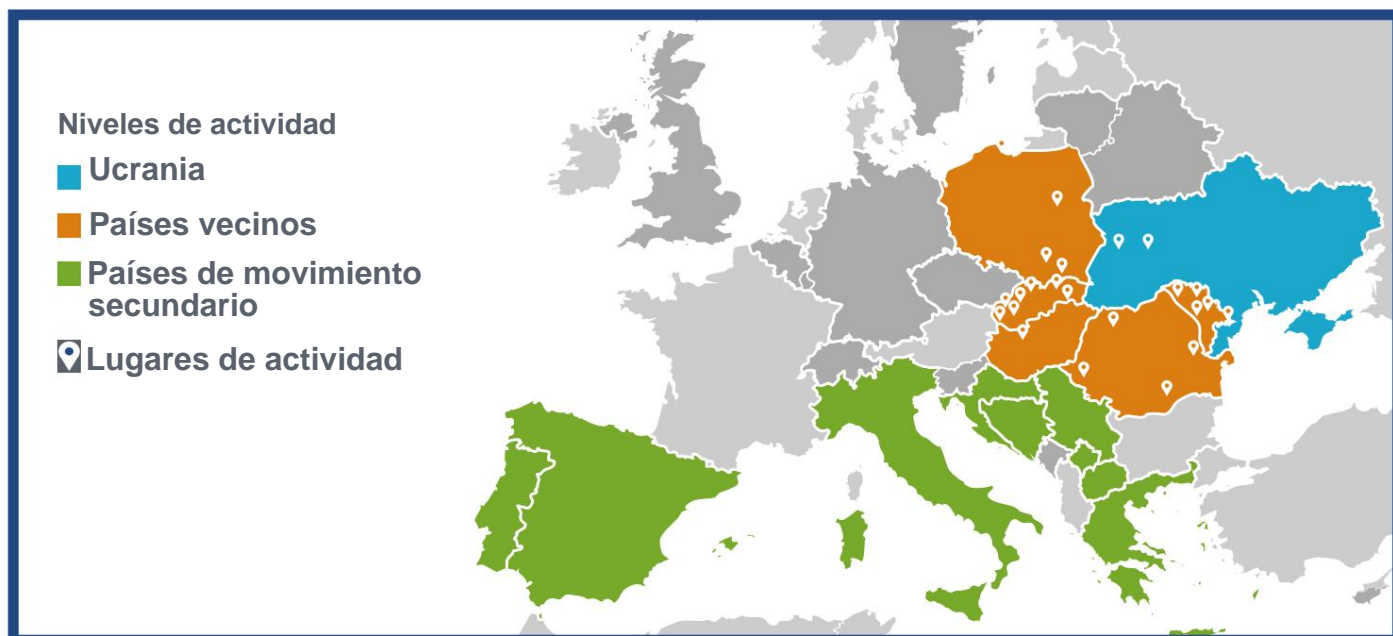 Niveles de actividad
Ucrania
Países vecinos
Países de movimiento
secundario
Lugares de actividad